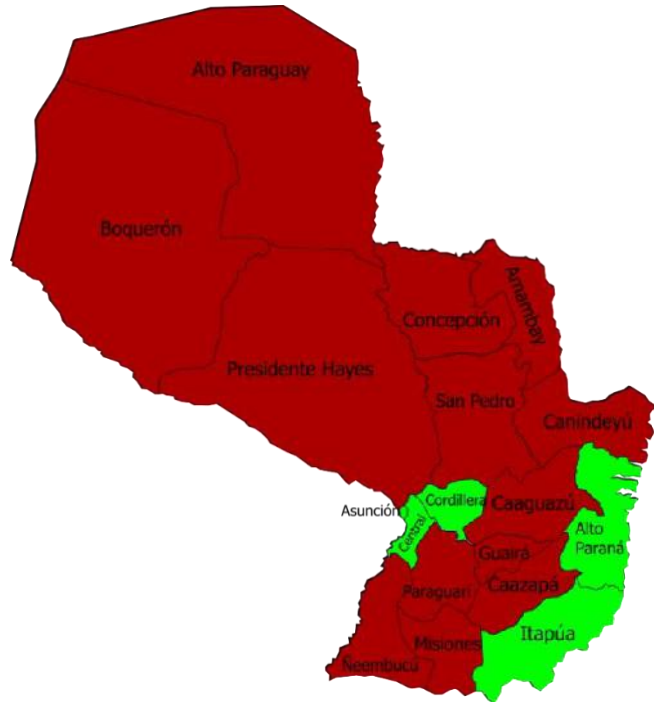 Alto Paraguay
Boquerón
Amambay
Concepción
Presidente Hayes
San Pedro
Canindeyú
Asunción
Cordillera
Caaguazú
Central
Alto
Paraná
Guairá
Caazapá
Paraguarí
Itapúa
Misiones
Ñeembucú